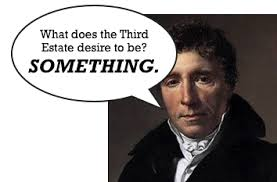 What does the Third
Estate desire to be?
SOMETHING.